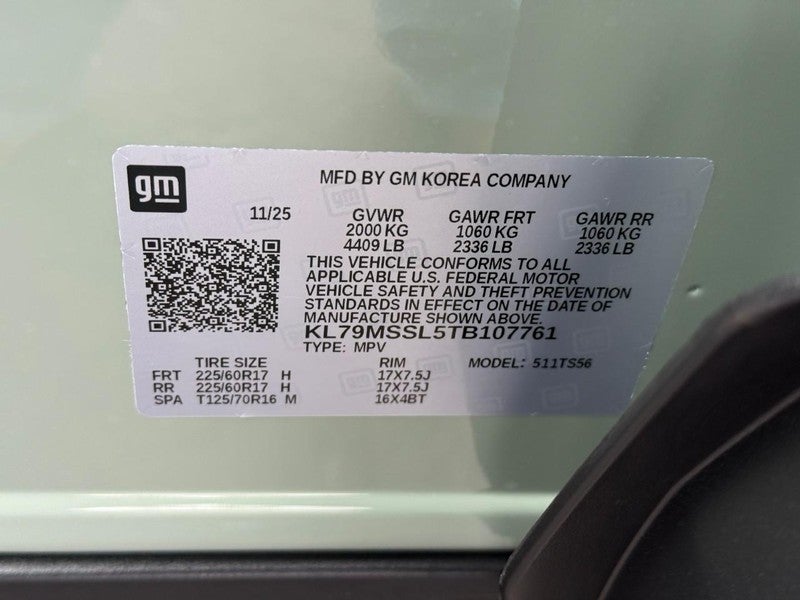 gm
MFD BY GM KOREA COMPANY
11/25 GVWR GAWR FRT GAWR RR
2000 KG 1060 KG 1060 KG
4409 LB 2336 LB 2336 LB
THIS VEHICLE CONFORMS TO ALL
APPLICABLE U.S. FEDERAL MOTOR
VEHICLE SAFETY AND THEFT PREVENTION
STANDARDS IN EFFECT ON THE DATE OF
MANUFACTURE SHOWN ABOVE.
KL79MSSL5TB107761
TYPE: MPV
TIRE SIZE RIM MODEL: 511TS56
FRT 225/60R17 H 17X7.5J
RR 225/60R17 H 17X7.5J
SPA T125/70R16 M 16X4BT